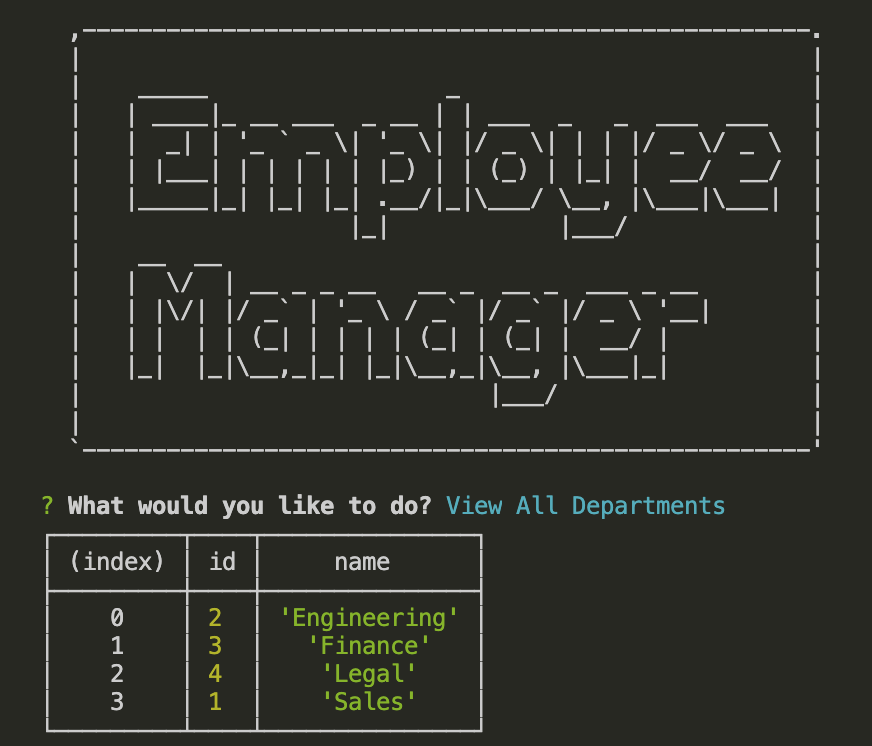 Employee
Manager
? What would you like to do? View All Departments
(index) id name
0 2 'Engineering'
1 3 'Finance'
2 4 'Legal'
3 1 'Sales'